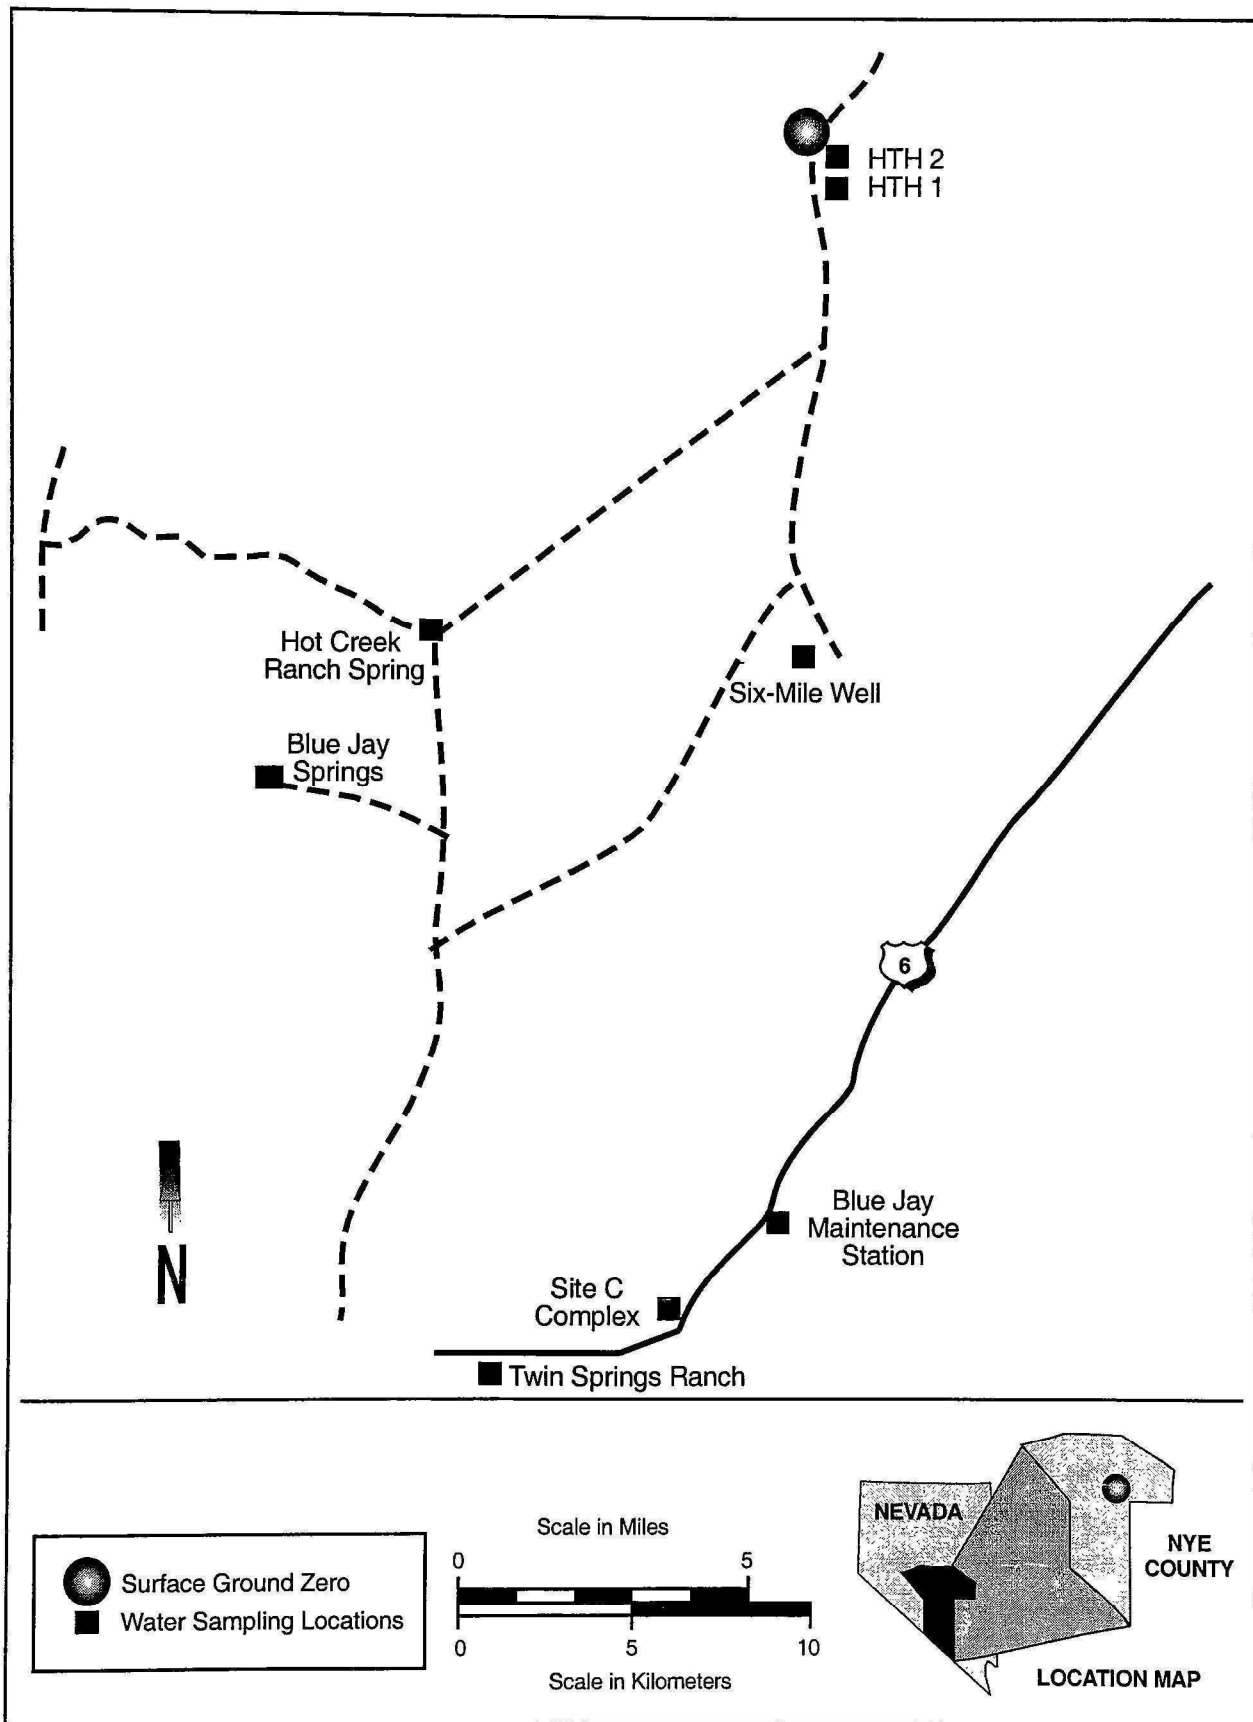 HTH 2
HTH 1
Hot Creek
Ranch Spring
Six-Mile Well
Blue Jay
Springs
6
N
Blue Jay
Maintenance
Station
Site C
Complex
Twin Springs Ranch
Surface Ground Zero
Water Sampling Locations
Scale in Miles
0 5
0 5 10
Scale in Kilometers
NEVADA
NYE
COUNTY
LOCATION MAP